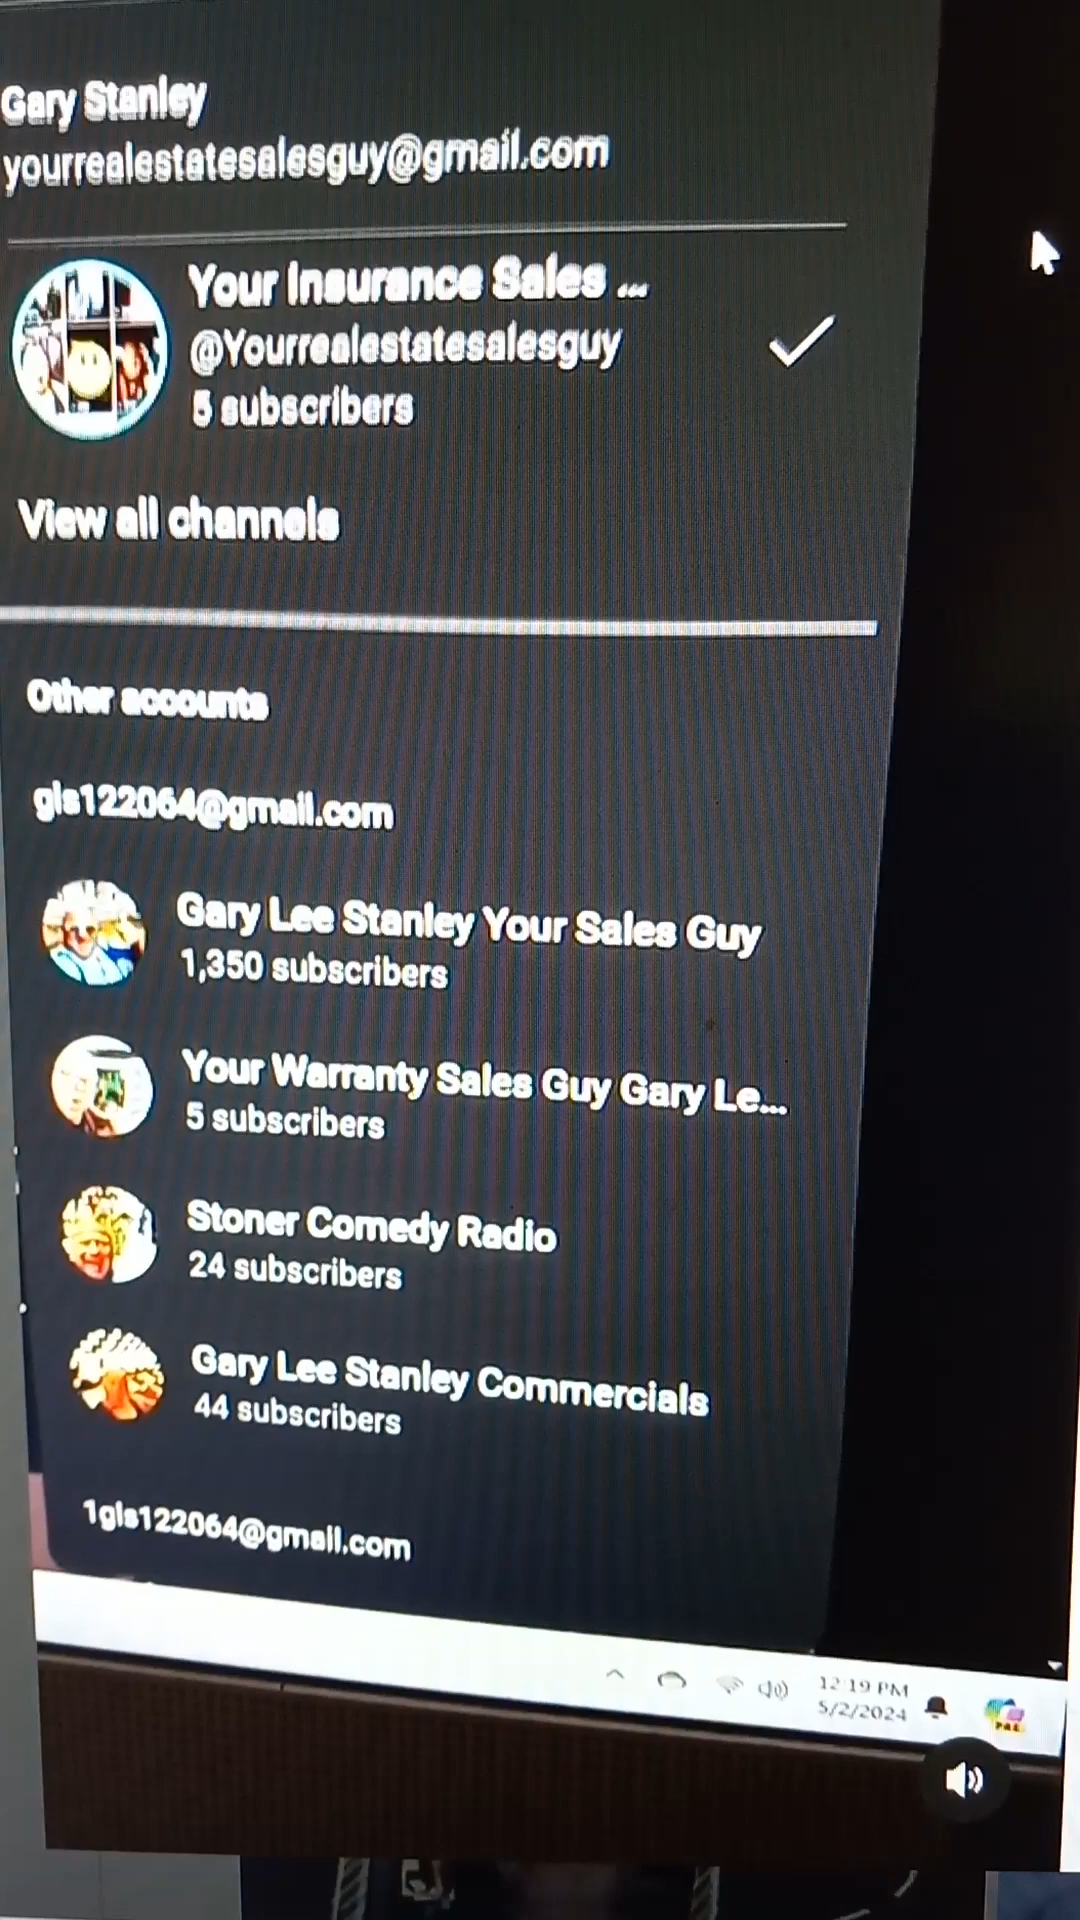 Gary Stanley
yourrealestatesalesguy@gmail.com
Your Insurance Sales ...
@Yourrealestatesalesguy
5 subscribers
View all channels
Other accounts
gls122064@gmail.com
Gary Lee Stanley Your Sales Guy
1,350 subscribers
Your Warranty Sales Guy Gary Le...
5 subscribers
Stoner Comedy Radio
24 subscribers
Gary Lee Stanley Commercials
44 subscribers
1gls122064@gmail.com
12:19 PM
5/2/2024